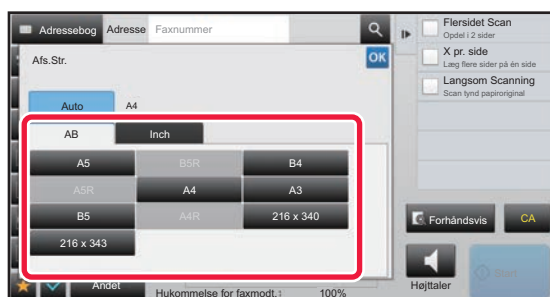 Adressebog Adresse Faxnummer
Afs.Str.
OK
Auto A4
AB Inch
A5 B5R B4
A5R A4 A3
B5 A4R 216 x 340
216 x 343
Andet
Hukommelse for faxmodt.: 100%
Flersidet Scan
Opdel i 2 sider
X pr. side
Læg flere sider på én side
Langsom Scanning
Scan tynd papiroriginal
Forhåndsvis CA
Højttaler
Start